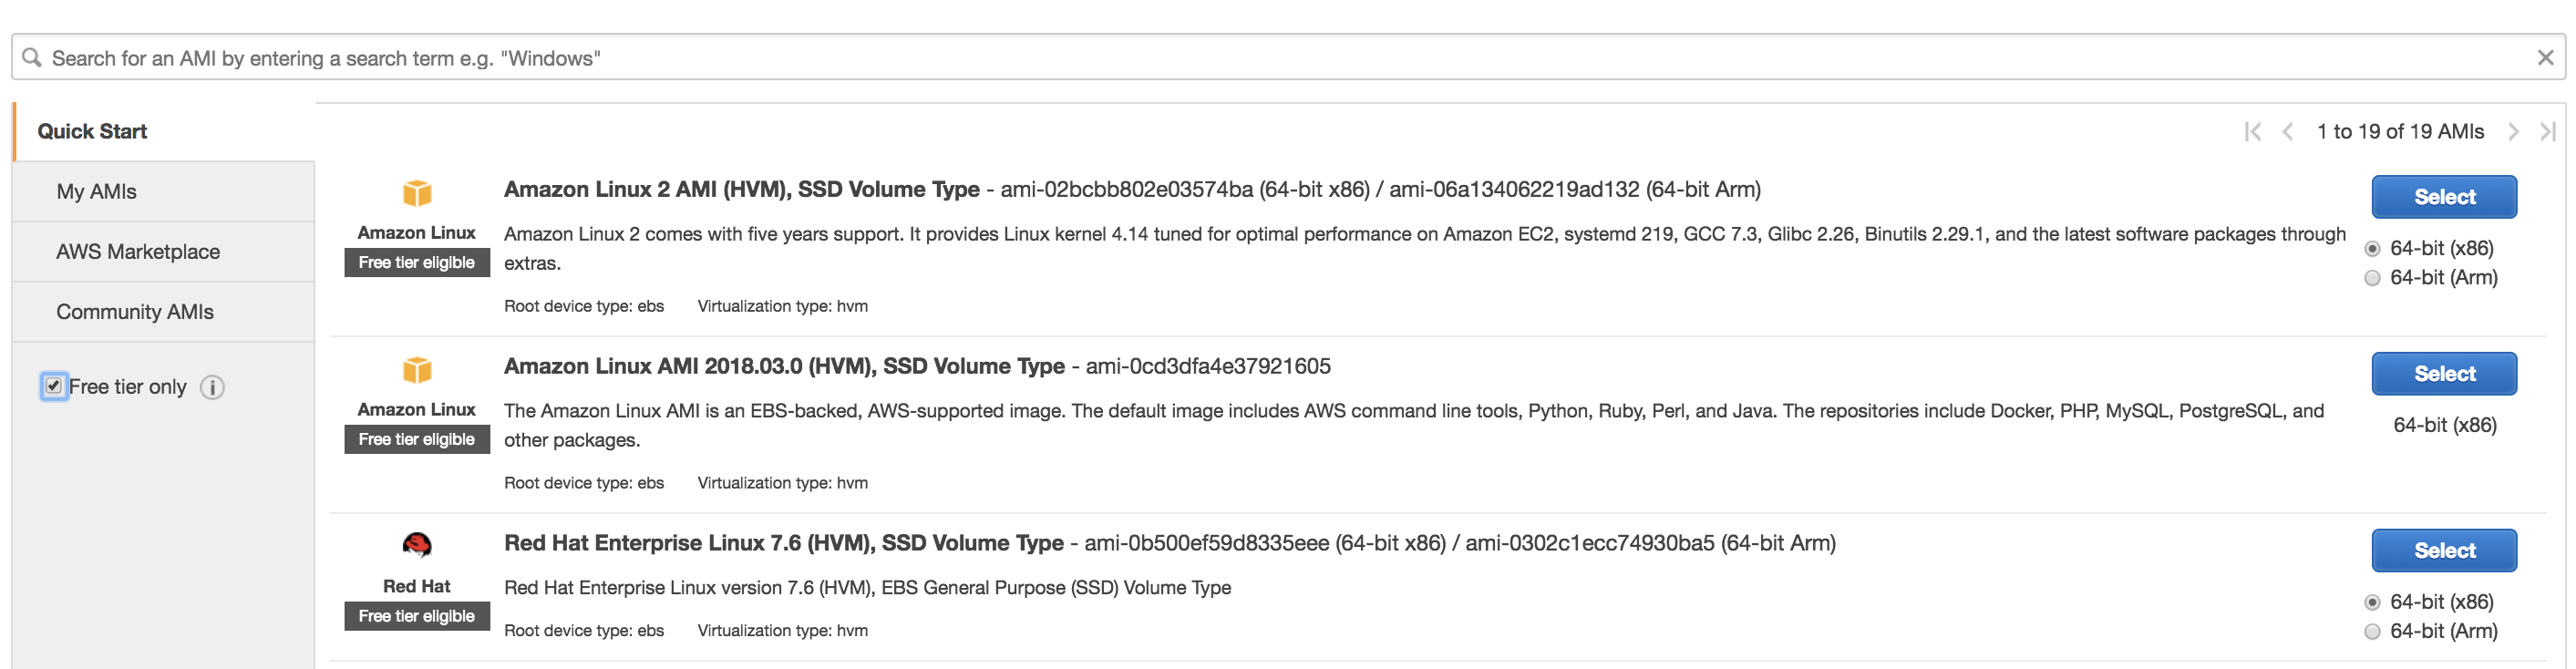 Search for an AMI by entering a search term e.g. "Windows"
Quick Start
My AMIs
AWS Marketplace
Community AMIs
Free tier only
1 to 19 of 19 AMIs
Amazon Linux
Free tier eligible
Amazon Linux 2 AMI (HVM), SSD Volume Type - ami-02bcbb802e03574ba (64-bit x86) / ami-06a134062219ad132 (64-bit Arm)
Amazon Linux 2 comes with five years support. It provides Linux kernel 4.14 tuned for optimal performance on Amazon EC2, systemd 219, GCC 7.3, Glibc 2.26, Binutils 2.29.1, and the latest software packages through
extras.
Root device type: ebs Virtualization type: hvm
Select
64-bit (x86)
64-bit (Arm)
Amazon Linux
Free tier eligible
Amazon Linux AMI 2018.03.0 (HVM), SSD Volume Type - ami-0cd3dfa4e37921605
The Amazon Linux AMI is an EBS-backed, AWS-supported image. The default image includes AWS command line tools, Python, Ruby, Perl, and Java. The repositories include Docker, PHP, MySQL, PostgreSQL, and
other packages.
Root device type: ebs Virtualization type: hvm
Select
64-bit (x86)
Red Hat
Free tier eligible
Red Hat Enterprise Linux 7.6 (HVM), SSD Volume Type - ami-0b500ef59d8335eee (64-bit x86) / ami-0302c1ecc74930ba5 (64-bit Arm)
Red Hat Enterprise Linux version 7.6 (HVM), EBS General Purpose (SSD) Volume Type
Root device type: ebs Virtualization type: hvm
Select
64-bit (x86)
64-bit (Arm)